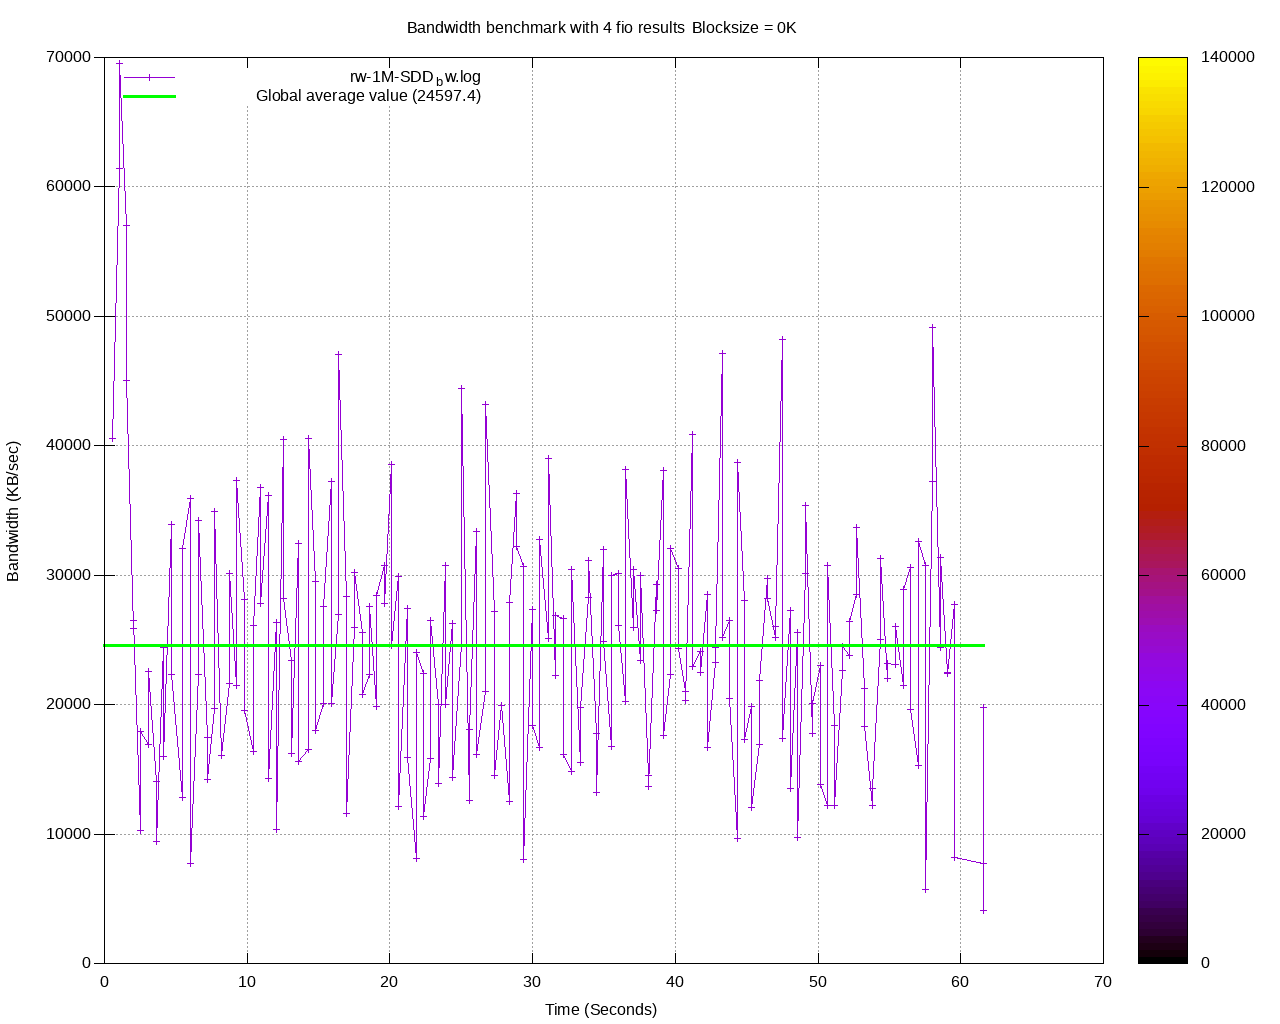 Bandwidth benchmark with 4 fio results Blocksize = 0K
rw-1M-SDD_bw.log
Global average value (24597.4)
70000
60000
50000
40000
30000
20000
10000
0
0 10 20 30 40 50 60 70
Time (Seconds)
Bandwidth (KB/sec)
140000
120000
100000
80000
60000
40000
20000
0